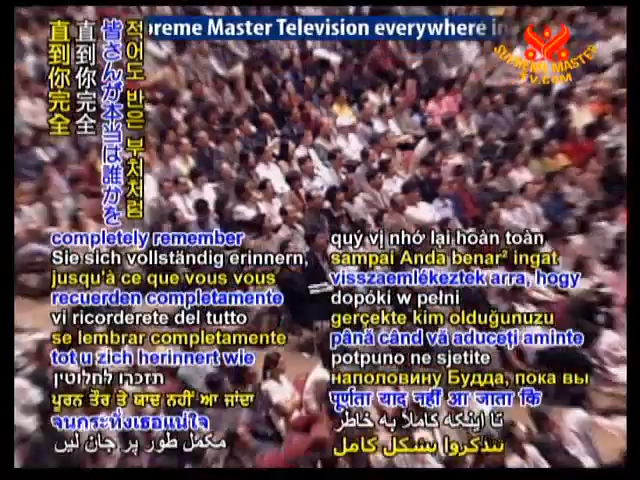 preme Master Television everywhere in
SUPREME MASTER
TV.COM
적어도 반은 부처처럼
皆さんが本当は誰かを
直到你完全
直到你完全
completely remember
Sie sich vollständig erinnern,
jusqu'à ce que vous vous
recuerden completamente
vi ricorderete del tutto
se lembrar completamente
tot u zich herinnert wie
תזכרו לחלוטין
ਪੂਰਨ ਤੌਰ ਤੇ ਯਾਦ ਨਹੀਂ ਆ ਜਾਂਦਾ
จนกระทั่งเธอแน่ใจ
مکمل طور پر جان لیں
quý vị nhớ lại hoàn toàn
sampai Anda benar² ingat
visszaemlékeztek arra, hogy
dopóki w pełni
gerçekte kim olduğunuzu
până când vă aduceţi aminte
potpuno ne sjetite
наполовину Будда, пока вы
पूर्णता याद नहीं आ जाता कि
تا اینکه کاملاً به خاطر
تتذكروا بشكل كامل